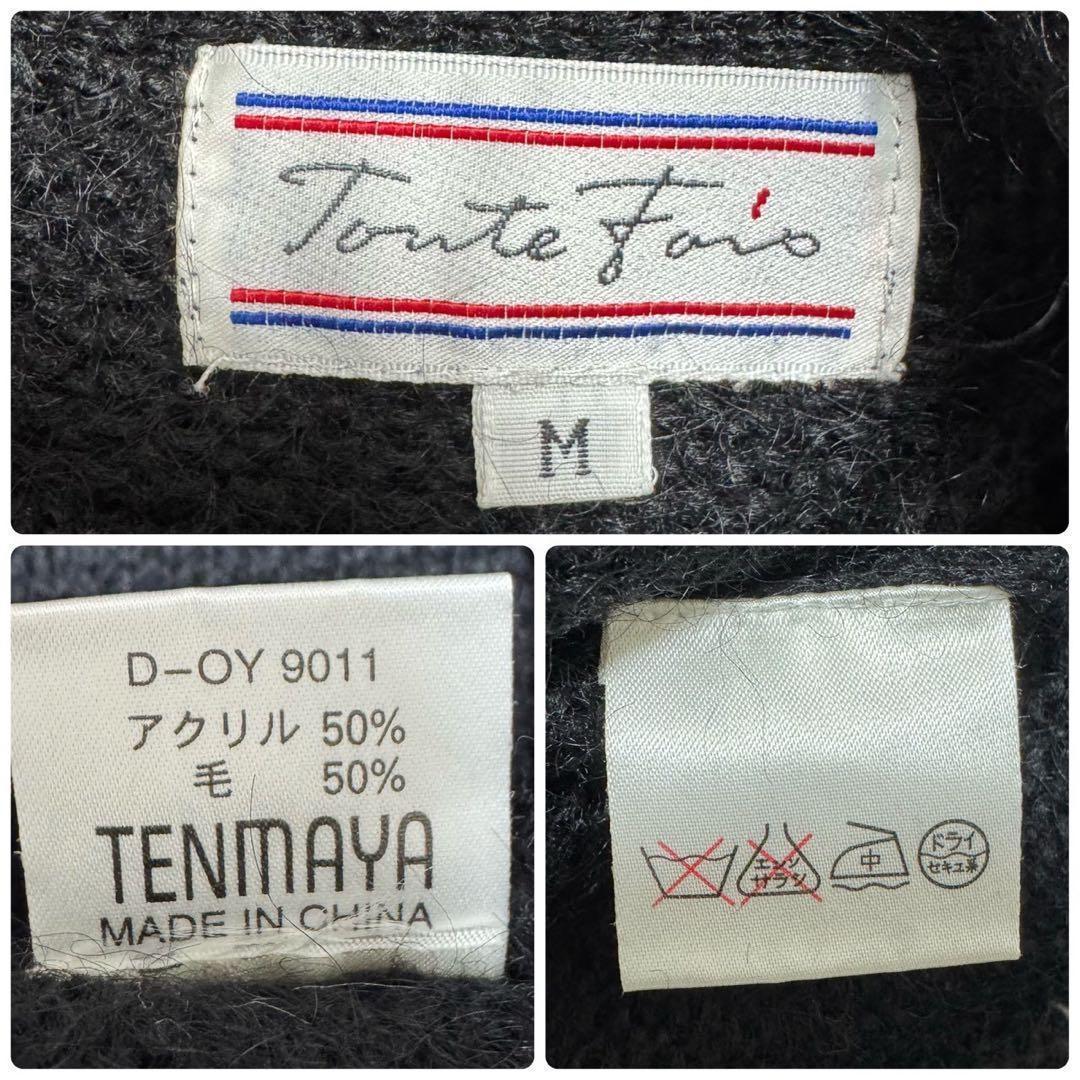 Toute Fois
M
D-OY 9011
アクリル 50%
毛 50%
TENMAYA
MADE IN CHINA
エンソ
サラシ
中
ドライ
セキユ系